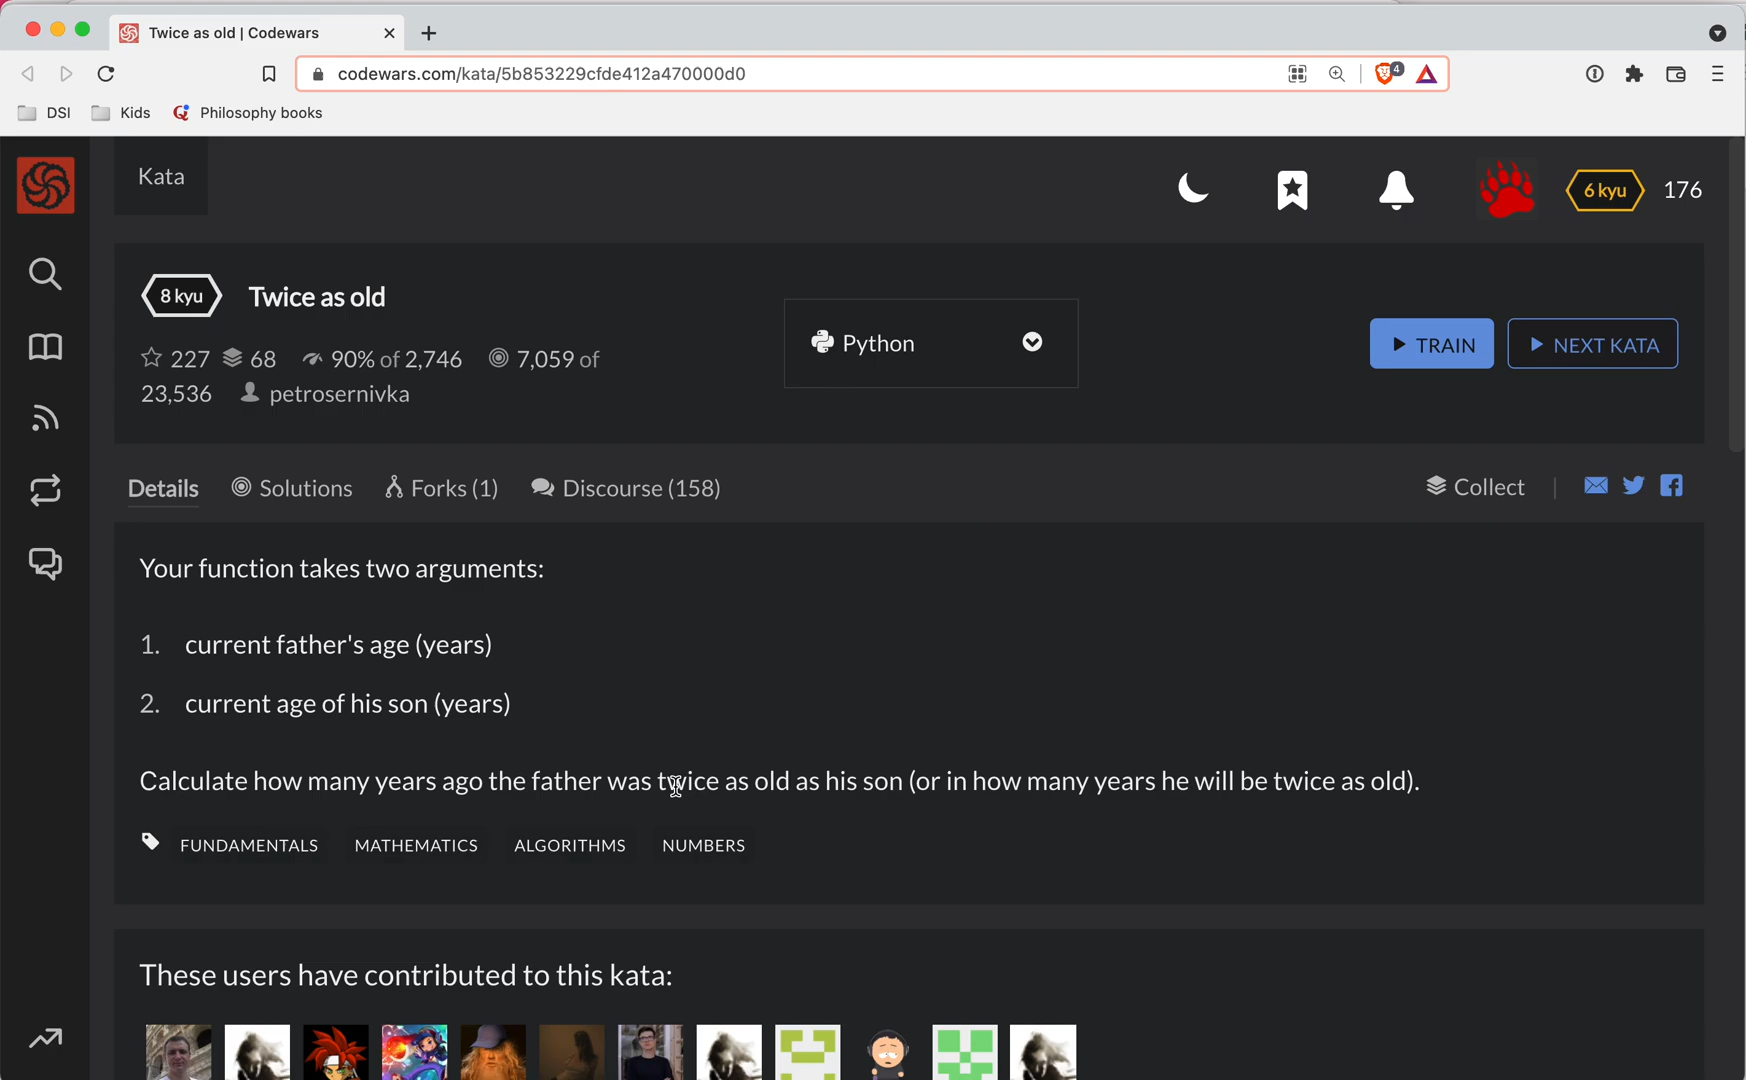 Twice as old | Codewars
codewars.com/kata/5b853229cfde412a470000d0
4
DSI Kids Philosophy books
Kata
6 kyu 176
8 kyu Twice as old
227 68 90% of 2,746 7,059 of
23,536 petrosernivka
Python
TRAIN NEXT KATA
Details Solutions Forks (1) Discourse (158)
Collect
Your function takes two arguments:
1. current father's age (years)
2. current age of his son (years)
Calculate how many years ago the father was twice as old as his son (or in how many years he will be twice as old).
FUNDAMENTALS MATHEMATICS ALGORITHMS NUMBERS
These users have contributed to this kata: